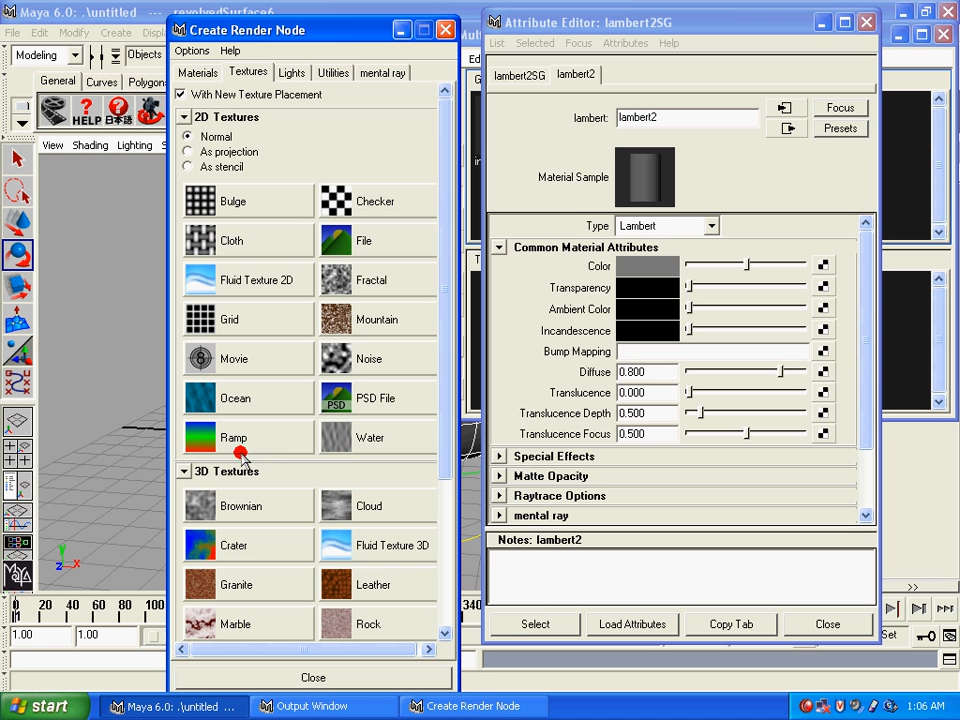 Maya 6.0: .\untitled --- revolvedSurface6
File Edit Modify Create
Modeling Objects
General Curves
HELP 日本語
View Shading Lighting
0 20 40 60 80 100
1.00 1.00
Create Render Node
Options Help
Materials Textures Lights Utilities mental ray
With New Texture Placement
2D Textures
Normal
As projection
As stencil
Bulge Checker
Cloth File
Fluid Texture 2D Fractal
Grid Mountain
8 Movie Noise
Ocean PSD PSD File
Ramp Water
3D Textures
Brownian Cloud
Crater Fluid Texture 3D
Granite Leather
Marble Rock
Close
Attribute Editor: lambert2SG
List Selected Focus Attributes Help
lambert2SG lambert2
lambert: lambert2 Focus
Presets
Material Sample
Type Lambert
Common Material Attributes
Color
Transparency
Ambient Color
Incandescence
Bump Mapping
Diffuse 0.800
Translucence 0.000
Translucence Depth 0.500
Translucence Focus 0.500
Special Effects
Matte Opacity
Raytrace Options
mental ray
Notes: lambert2
Select Load Attributes Copy Tab Close
y
z x
MAYA
start Maya 6.0: .\untitled ... Output Window Create Render Node 1:06 AM